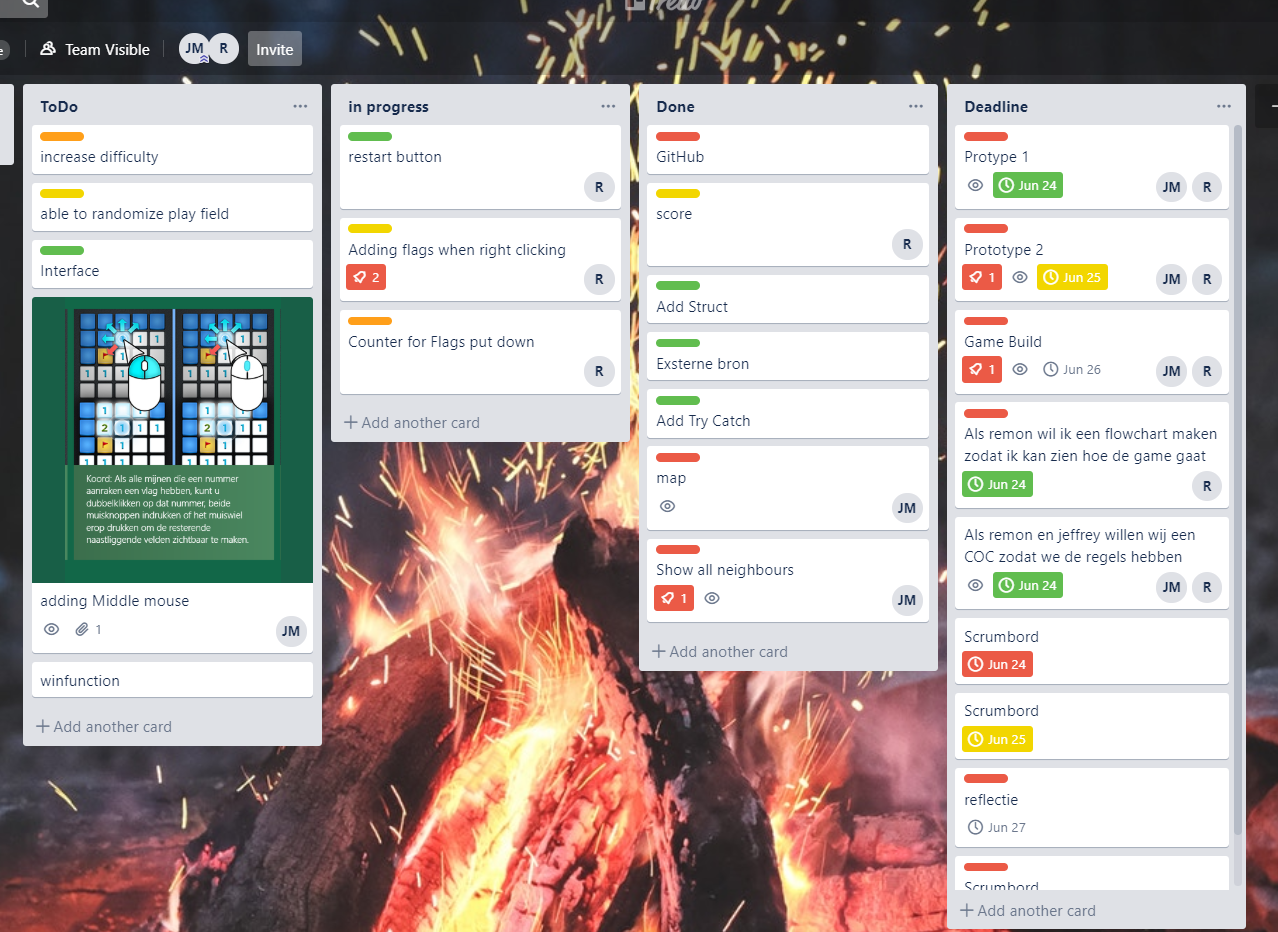 Trello
Team Visible
JM
R
Invite
ToDo
increase difficulty
able to randomize play field
Interface
Koord: Als alle mijnen die een nummer
aanraken een vlag hebben, kunt u
dubbelklikken op dat nummer, beide
muisknoppen indrukken of het muiswiel
erop drukken om de resterende
naastliggende velden zichtbaar te maken.
adding Middle mouse
1
JM
winfunction
Add another card
in progress
restart button
R
Adding flags when right clicking
2
R
Counter for Flags put down
R
Add another card
Done
GitHub
score
R
Add Struct
Exsterne bron
Add Try Catch
map
JM
Show all neighbours
1
JM
Add another card
Deadline
Protype 1
Jun 24
JM
R
Prototype 2
1
Jun 25
JM
R
Game Build
1
Jun 26
JM
R
Als remon wil ik een flowchart maken
zodat ik kan zien hoe de game gaat
Jun 24
R
Als remon en jeffrey willen wij een
COC zodat we de regels hebben
Jun 24
JM
R
Scrumbord
Jun 24
Scrumbord
Jun 25
reflectie
Jun 27
Scrumbord
Add another card